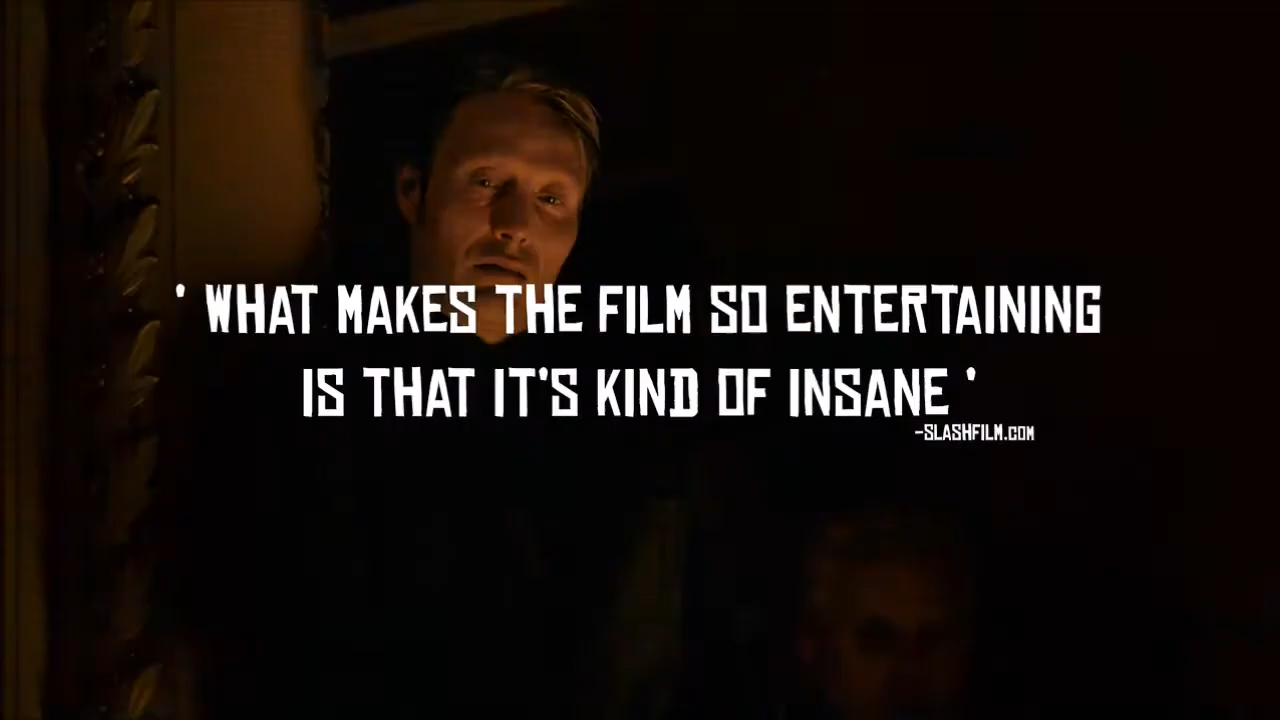 ' WHAT MAKES THE FILM SO ENTERTAINING
IS THAT IT'S KIND OF INSANE '
-SLASHFILM.COM